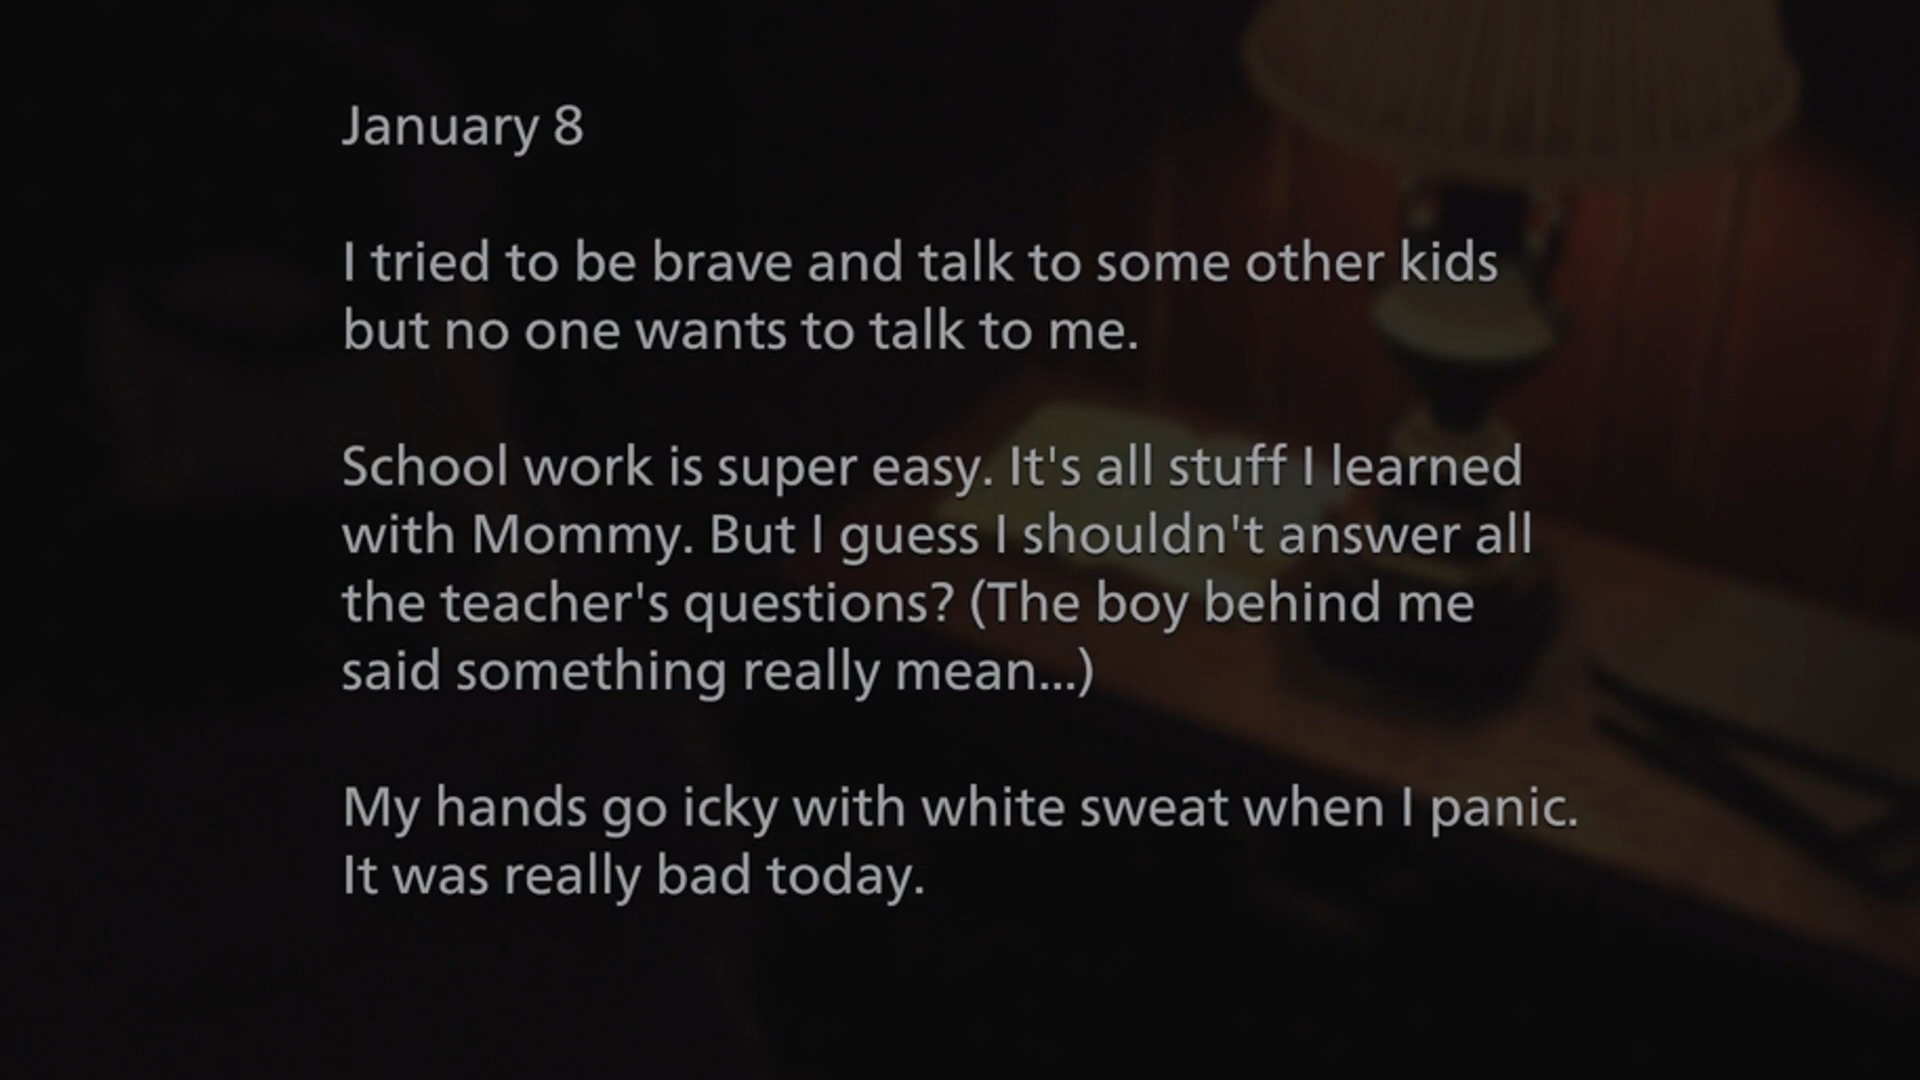 January 8
I tried to be brave and talk to some other kids
but no one wants to talk to me.
School work is super easy. It's all stuff I learned
with Mommy. But I guess I shouldn't answer all
the teacher's questions? (The boy behind me
said something really mean...)
My hands go icky with white sweat when I panic.
It was really bad today.